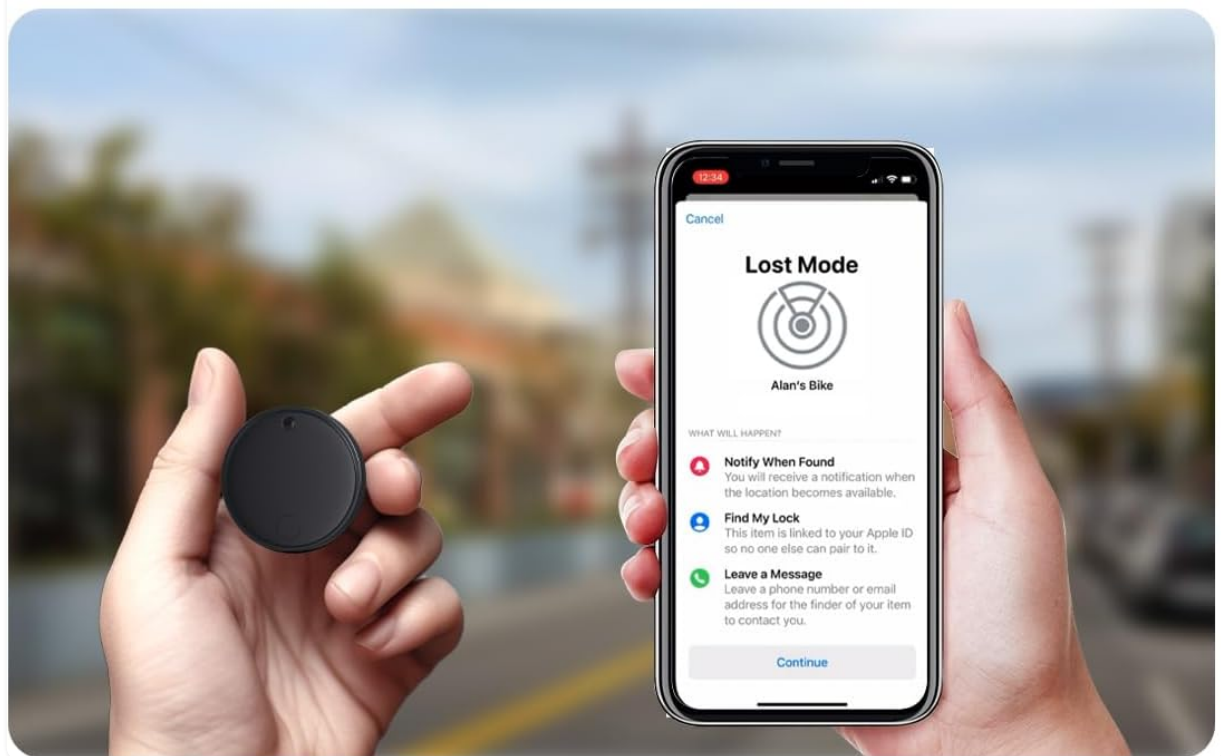 12:34
Cancel
Lost Mode
Alan's Bike
WHAT WILL HAPPEN?
Notify When Found
You will receive a notification when
the location becomes available.
Find My Lock
This item is linked to your Apple ID
so no one else can pair to it.
Leave a Message
Leave a phone number or email
address for the finder of your item
to contact you.
Continue